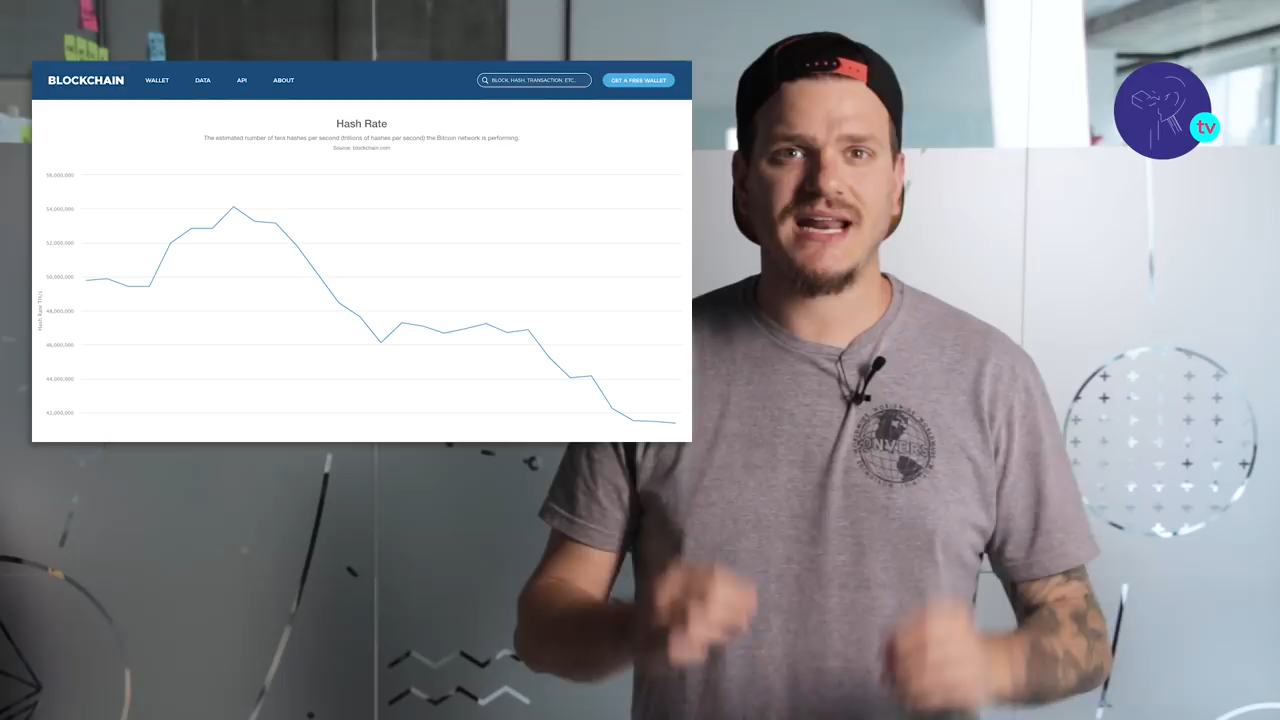 BLOCKCHAIN WALLET DATA API ABOUT BLOCK, HASH, TRANSACTION, ETC... GET A FREE WALLET
Hash Rate
The estimated number of tera hashes per second (trillions of hashes per second) the Bitcoin network is performing.
Source: blockchain.com
56,000,000
54,000,000
52,000,000
50,000,000
48,000,000
46,000,000
44,000,000
42,000,000
Hash Rate TH/s
tv
CONVERS